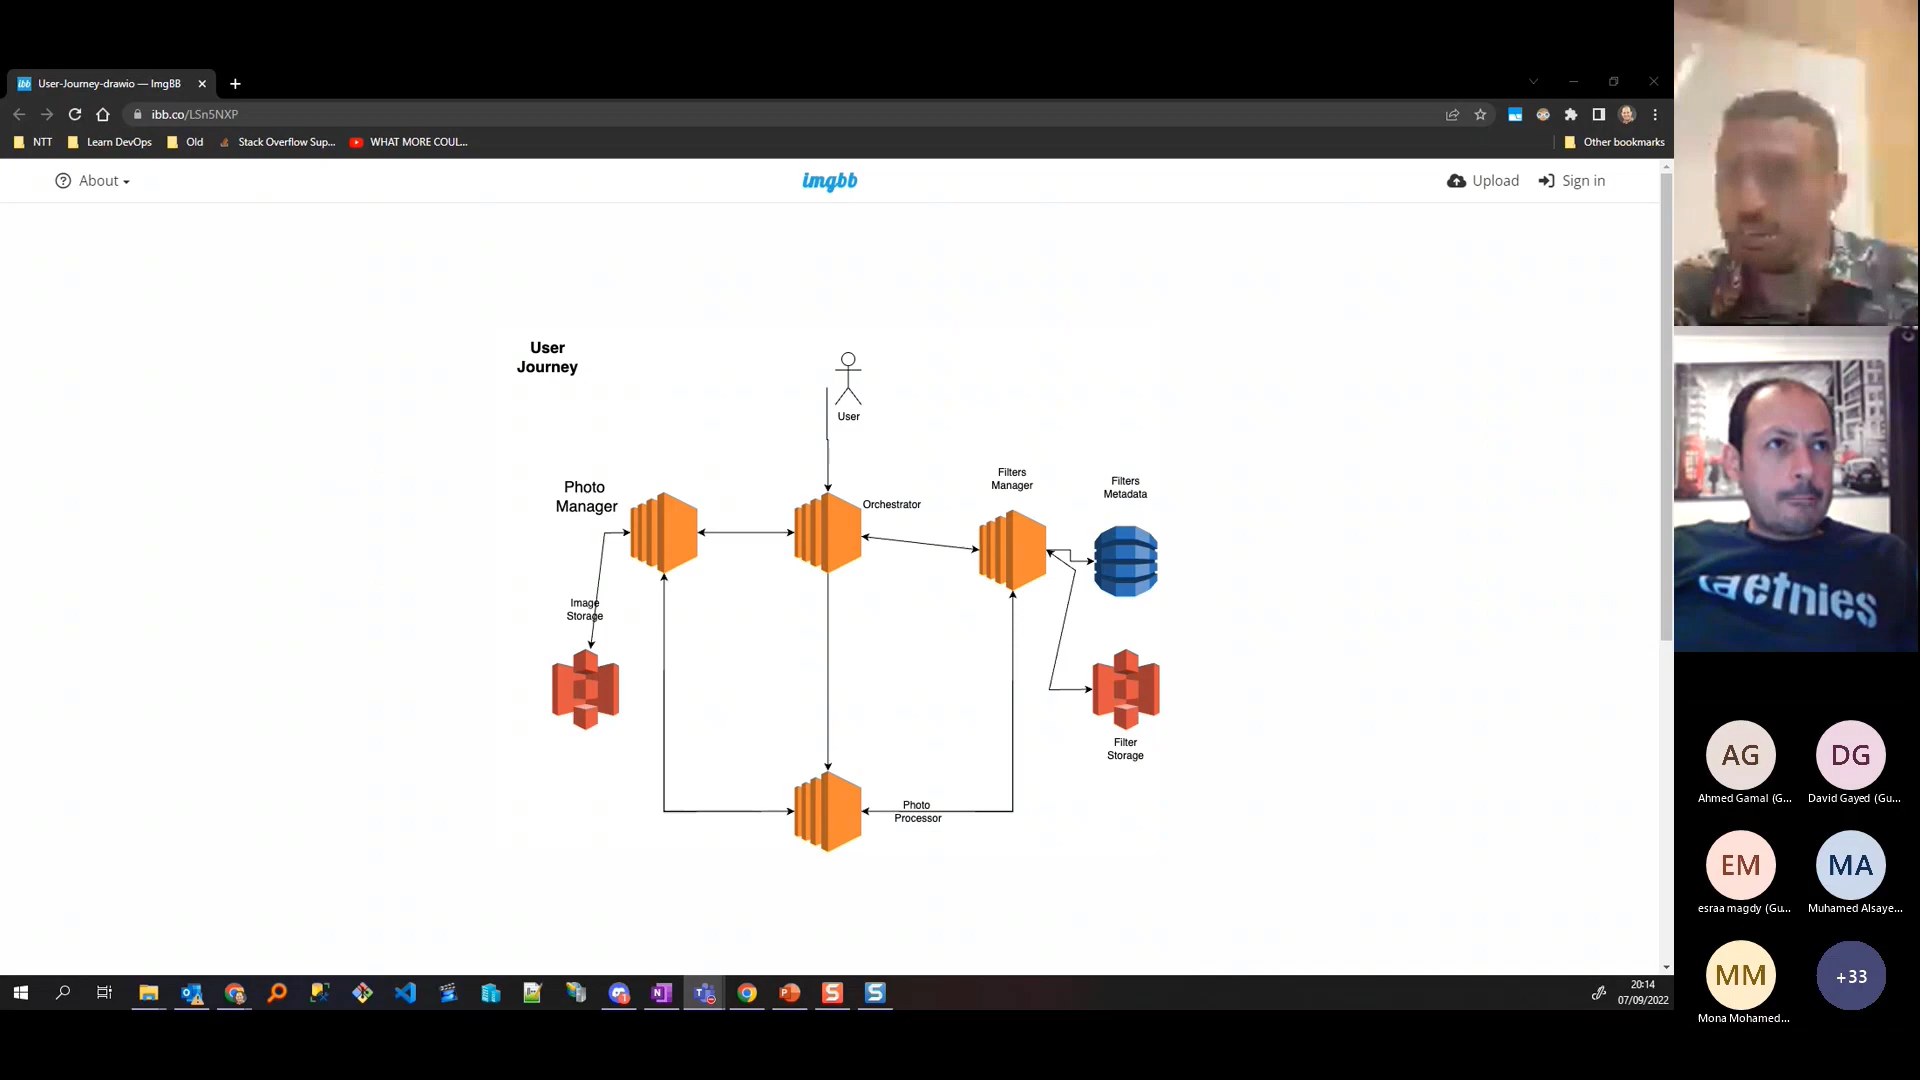 User-Journey-drawio — ImgBB
ibb.co/LSn5NXP
NTT
Learn DevOps
Old
Stack Overflow Sup...
WHAT MORE COUL...
Other bookmarks
About
imgbb
Upload
Sign in
User
Journey
User
Photo
Manager
Orchestrator
Filters
Manager
Filters
Metadata
Image
Storage
Filter
Storage
Photo
Processor
20:14
07/09/2022
aetnies
AG
Ahmed Gamal (G...
DG
David Gayed (Gu...
EM
esraa magdy (Gu...
MA
Muhamed Alsaye...
MM
Mona Mohamed...
+33